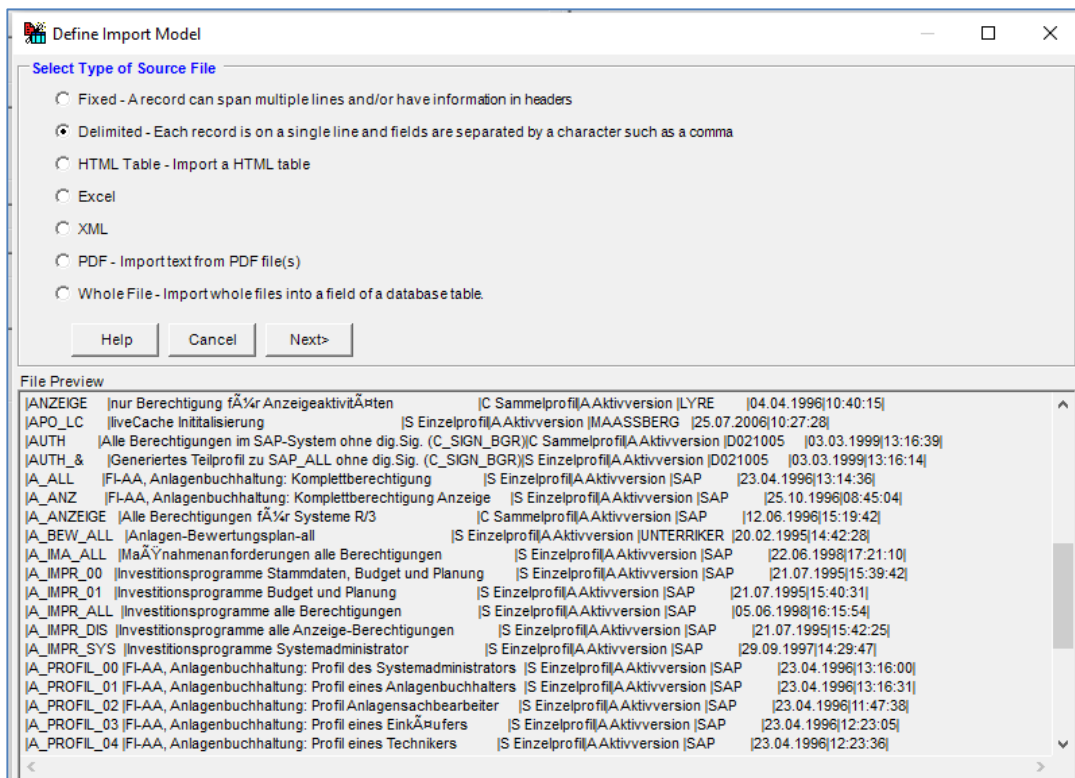 Define Import Model
Select Type of Source File
Fixed - A record can span multiple lines and/or have information in headers
Delimited - Each record is on a single line and fields are separated by a character such as a comma
HTML Table - Import a HTML table
Excel
XML
PDF - Import text from PDF file(s)
Whole File - Import whole files into a field of a database table.
Help Cancel Next>
File Preview
|ANZEIGE |nur Berechtigung fÃ¼r AnzeigeaktivitÃ¤ten |C Sammelprofil|A Aktivversion |LYRE |04.04.1996|10:40:15|
|APO_LC |liveCache Inititalisierung |S Einzelprofil|A Aktivversion |MAASSBERG |25.07.2006|10:27:28|
|AUTH |Alle Berechtigungen im SAP-System ohne dig.Sig. (C_SIGN_BGR)|C Sammelprofil|A Aktivversion |D021005 |03.03.1999|13:16:39|
|AUTH_& |Generiertes Teilprofil zu SAP_ALL ohne dig.Sig. (C_SIGN_BGR)|S Einzelprofil|A Aktivversion |D021005 |03.03.1999|13:16:14|
|A_ALL |FI-AA, Anlagenbuchhaltung: Komplettberechtigung |S Einzelprofil|A Aktivversion |SAP |23.04.1996|13:14:36|
|A_ANZ |FI-AA, Anlagenbuchhaltung: Komplettberechtigung Anzeige |S Einzelprofil|A Aktivversion |SAP |25.10.1996|08:45:04|
|A_ANZEIGE |Alle Berechtigungen fÃ¼r Systeme R/3 |C Sammelprofil|A Aktivversion |SAP |12.06.1996|15:19:42|
|A_BEW_ALL |Anlagen-Bewertungsplan-all |S Einzelprofil|A Aktivversion |UNTERRIKER |20.02.1995|14:42:28|
|A_IMA_ALL |MaÃŸnahmenanforderungen alle Berechtigungen |S Einzelprofil|A Aktivversion |SAP |22.06.1998|17:21:10|
|A_IMPR_00 |Investitionsprogramme Stammdaten, Budget und Planung |S Einzelprofil|A Aktivversion |SAP |21.07.1995|15:39:42|
|A_IMPR_01 |Investitionsprogramme Budget und Planung |S Einzelprofil|A Aktivversion |SAP |21.07.1995|15:40:31|
|A_IMPR_ALL |Investitionsprogramme alle Berechtigungen |S Einzelprofil|A Aktivversion |SAP |05.06.1998|16:15:54|
|A_IMPR_DIS |Investitionsprogramme alle Anzeige-Berechtigungen |S Einzelprofil|A Aktivversion |SAP |21.07.1995|15:42:25|
|A_IMPR_SYS |Investitionsprogramme Systemadministrator |S Einzelprofil|A Aktivversion |SAP |29.09.1997|14:29:47|
|A_PROFIL_00 |FI-AA, Anlagenbuchhaltung: Profil des Systemadministrators |S Einzelprofil|A Aktivversion |SAP |23.04.1996|13:16:00|
|A_PROFIL_01 |FI-AA, Anlagenbuchhaltung: Profil eines Anlagenbuchhalters |S Einzelprofil|A Aktivversion |SAP |23.04.1996|13:16:31|
|A_PROFIL_02 |FI-AA, Anlagenbuchhaltung: Profil Anlagensachbearbeiter |S Einzelprofil|A Aktivversion |SAP |23.04.1996|11:47:38|
|A_PROFIL_03 |FI-AA, Anlagenbuchhaltung: Profil eines EinkÃ¤ufers |S Einzelprofil|A Aktivversion |SAP |23.04.1996|12:23:05|
|A_PROFIL_04 |FI-AA, Anlagenbuchhaltung: Profil eines Technikers |S Einzelprofil|A Aktivversion |SAP |23.04.1996|12:23:36|